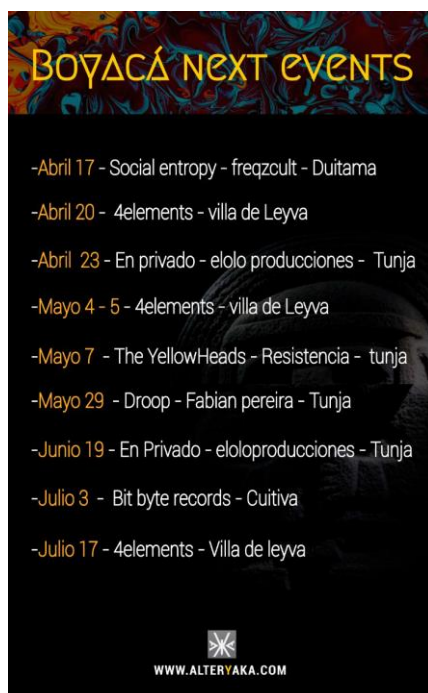 BOYACÁ NEXT EVENTS
-Abril 17 - Social entropy - freqzcult - Duitama
-Abril 20 - 4elements - villa de Leyva
-Abril 23 - En privado - elolo producciones - Tunja
-Mayo 4 - 5 - 4elements - villa de Leyva
-Mayo 7 - The YellowHeads - Resistencia - tunja
-Mayo 29 - Droop - Fabian pereira - Tunja
-Junio 19 - En Privado - eloloproducciones - Tunja
-Julio 3 - Bit byte records - Cuitiva
-Julio 17 - 4elements - Villa de leyva
WWW.ALTERYAKA.COM